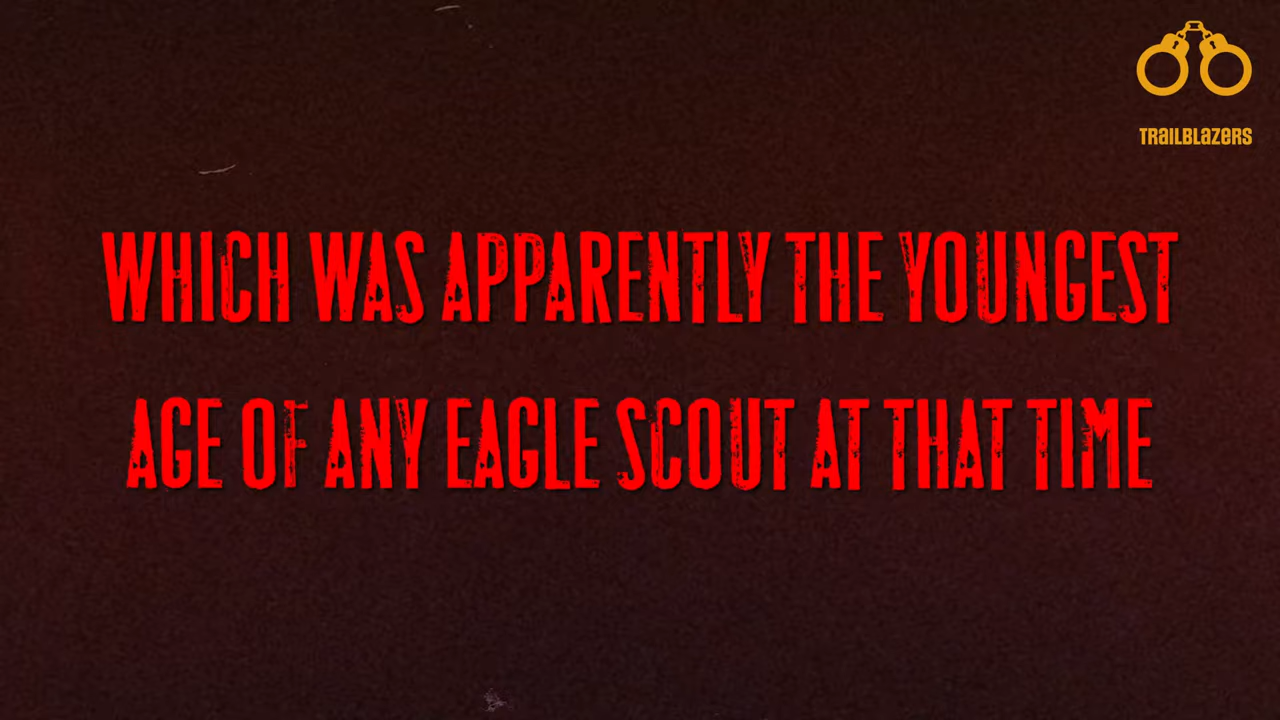 TRAILBLAZERS
WHICH WAS APPARENTLY THE YOUNGEST
AGE OF ANY EAGLE SCOUT AT THAT TIME